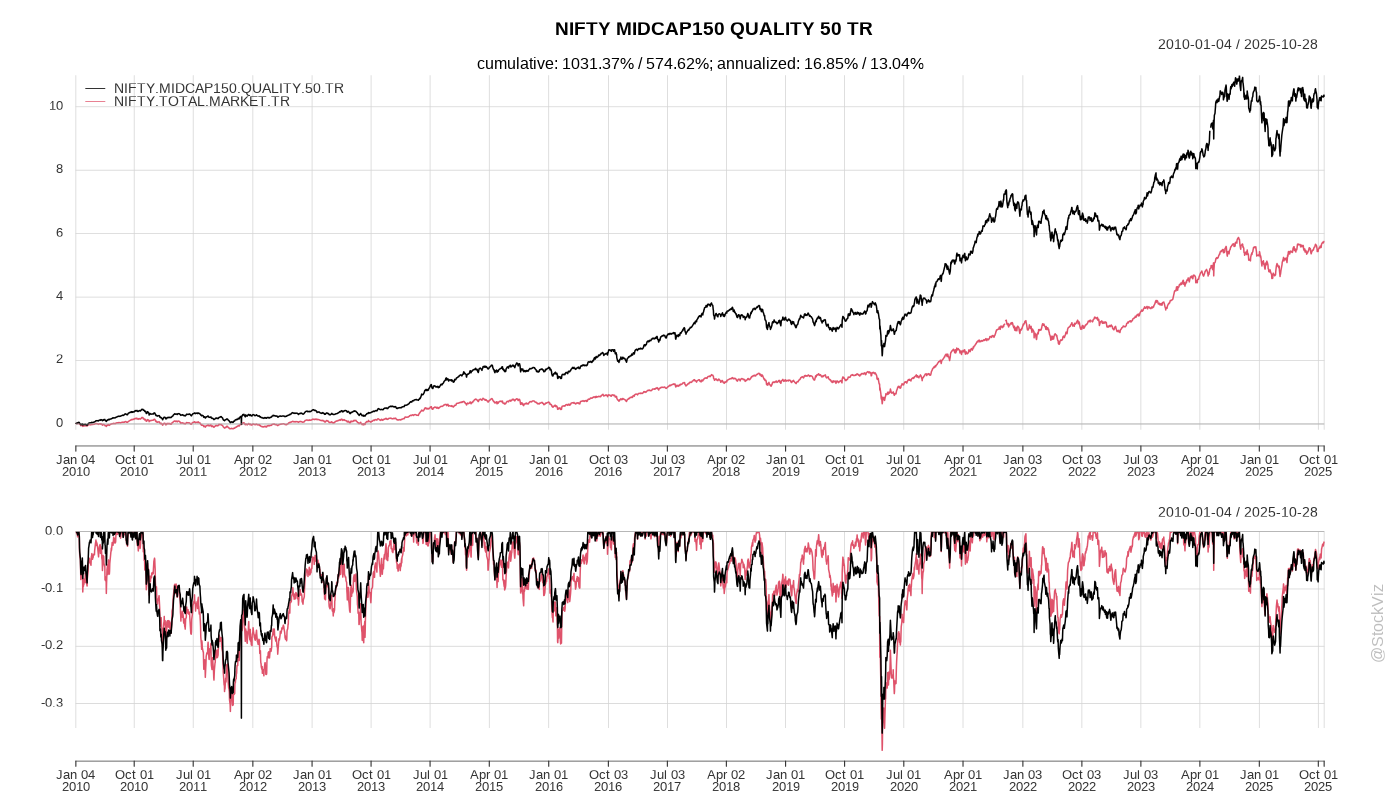 NIFTY MIDCAP150 QUALITY 50 TR
2010-01-04 / 2025-10-28
cumulative: 1031.37% / 574.62%; annualized: 16.85% / 13.04%
NIFTY.MIDCAP150.QUALITY.50.TR
NIFTY.TOTAL.MARKET.TR
10
8
6
4
2
0
Jan 04 Oct 01 Jul 01 Apr 02 Jan 01 Oct 01 Jul 01 Apr 01 Jan 01 Oct 03 Jul 03 Apr 02 Jan 01 Oct 01 Jul 01 Apr 01 Jan 03 Oct 03 Jul 03 Apr 01 Jan 01 Oct 01
2010 2010 2011 2012 2013 2013 2014 2015 2016 2016 2017 2018 2019 2019 2020 2021 2022 2022 2023 2024 2025 2025
2010-01-04 / 2025-10-28
0.0
-0.1
-0.2
-0.3
Jan 04 Oct 01 Jul 01 Apr 02 Jan 01 Oct 01 Jul 01 Apr 01 Jan 01 Oct 03 Jul 03 Apr 02 Jan 01 Oct 01 Jul 01 Apr 01 Jan 03 Oct 03 Jul 03 Apr 01 Jan 01 Oct 01
2010 2010 2011 2012 2013 2013 2014 2015 2016 2016 2017 2018 2019 2019 2020 2021 2022 2022 2023 2024 2025 2025
@StockViz